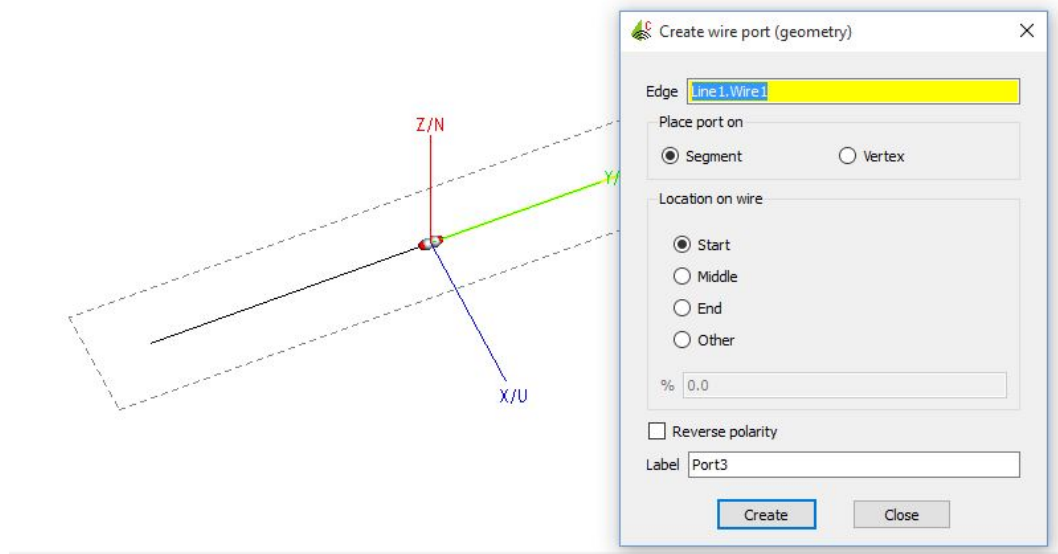 Z/N
Y/
X/U
C
Create wire port (geometry)
Edge Line1.Wire1
Place port on
Segment
Vertex
Location on wire
Start
Middle
End
Other
% 0.0
Reverse polarity
Label Port3
Create
Close